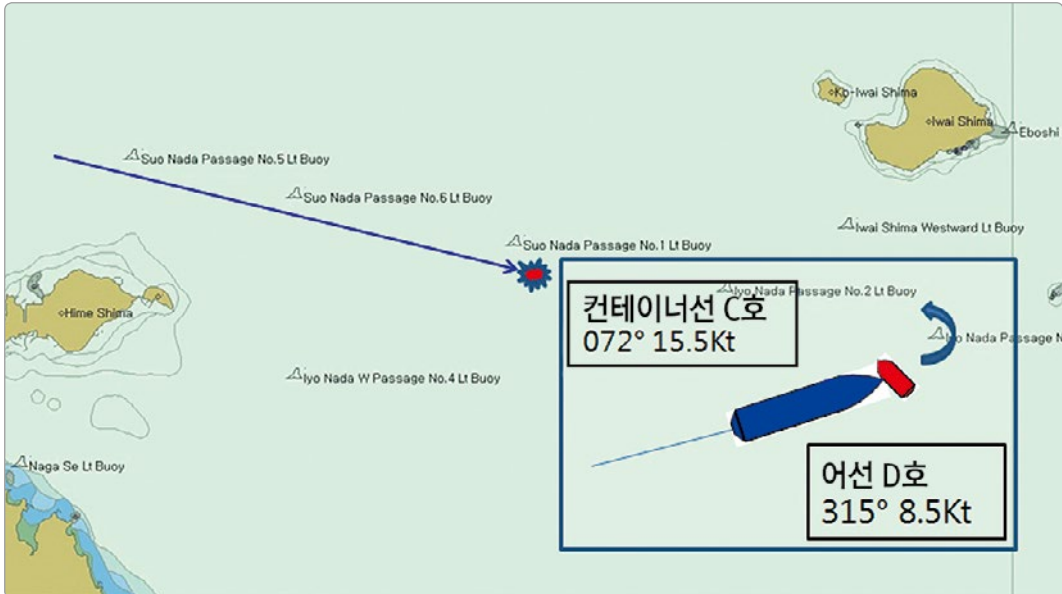 Ko-Iwai Shima
Iwai Shima
Eboshi
Suo Nada Passage No.5 Lt Buoy
Suo Nada Passage No.6 Lt Buoy
Iwai Shima Westward Lt Buoy
Suo Nada Passage No.1 Lt Buoy
Iyo Nada Passage No.2 Lt Buoy
Hime Shima
컨테이너선 C호
072° 15.5Kt
Iyo Nada Passage N
Iyo Nada W Passage No.4 Lt Buoy
Naga Se Lt Buoy
어선 D호
315° 8.5Kt